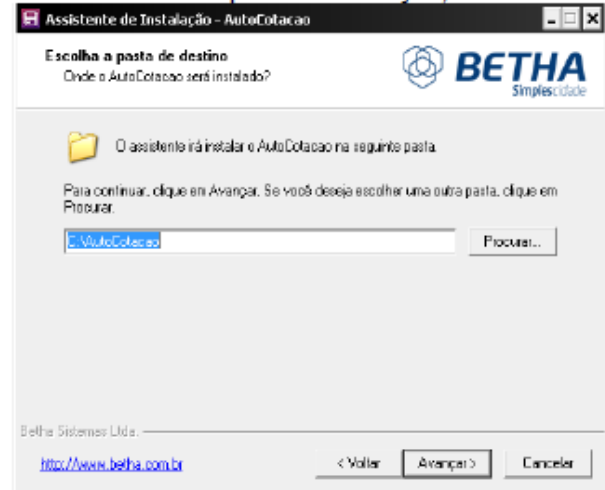 Assistente de Instalação - AutoCotacao
Escolha a pasta de destino
Onde o AutoCotacao será instalado?
BETHA
Simplescidade
O assistente irá instalar o AutoCotacao na seguinte pasta.
Para continuar, clique em Avançar. Se você deseja escolher uma outra pasta, clique em
Procurar.
C:\AutoCotacao
Procurar...
Betha Sistemas Ltda.
http://www.betha.com.br
< Voltar
Avançar >
Cancelar